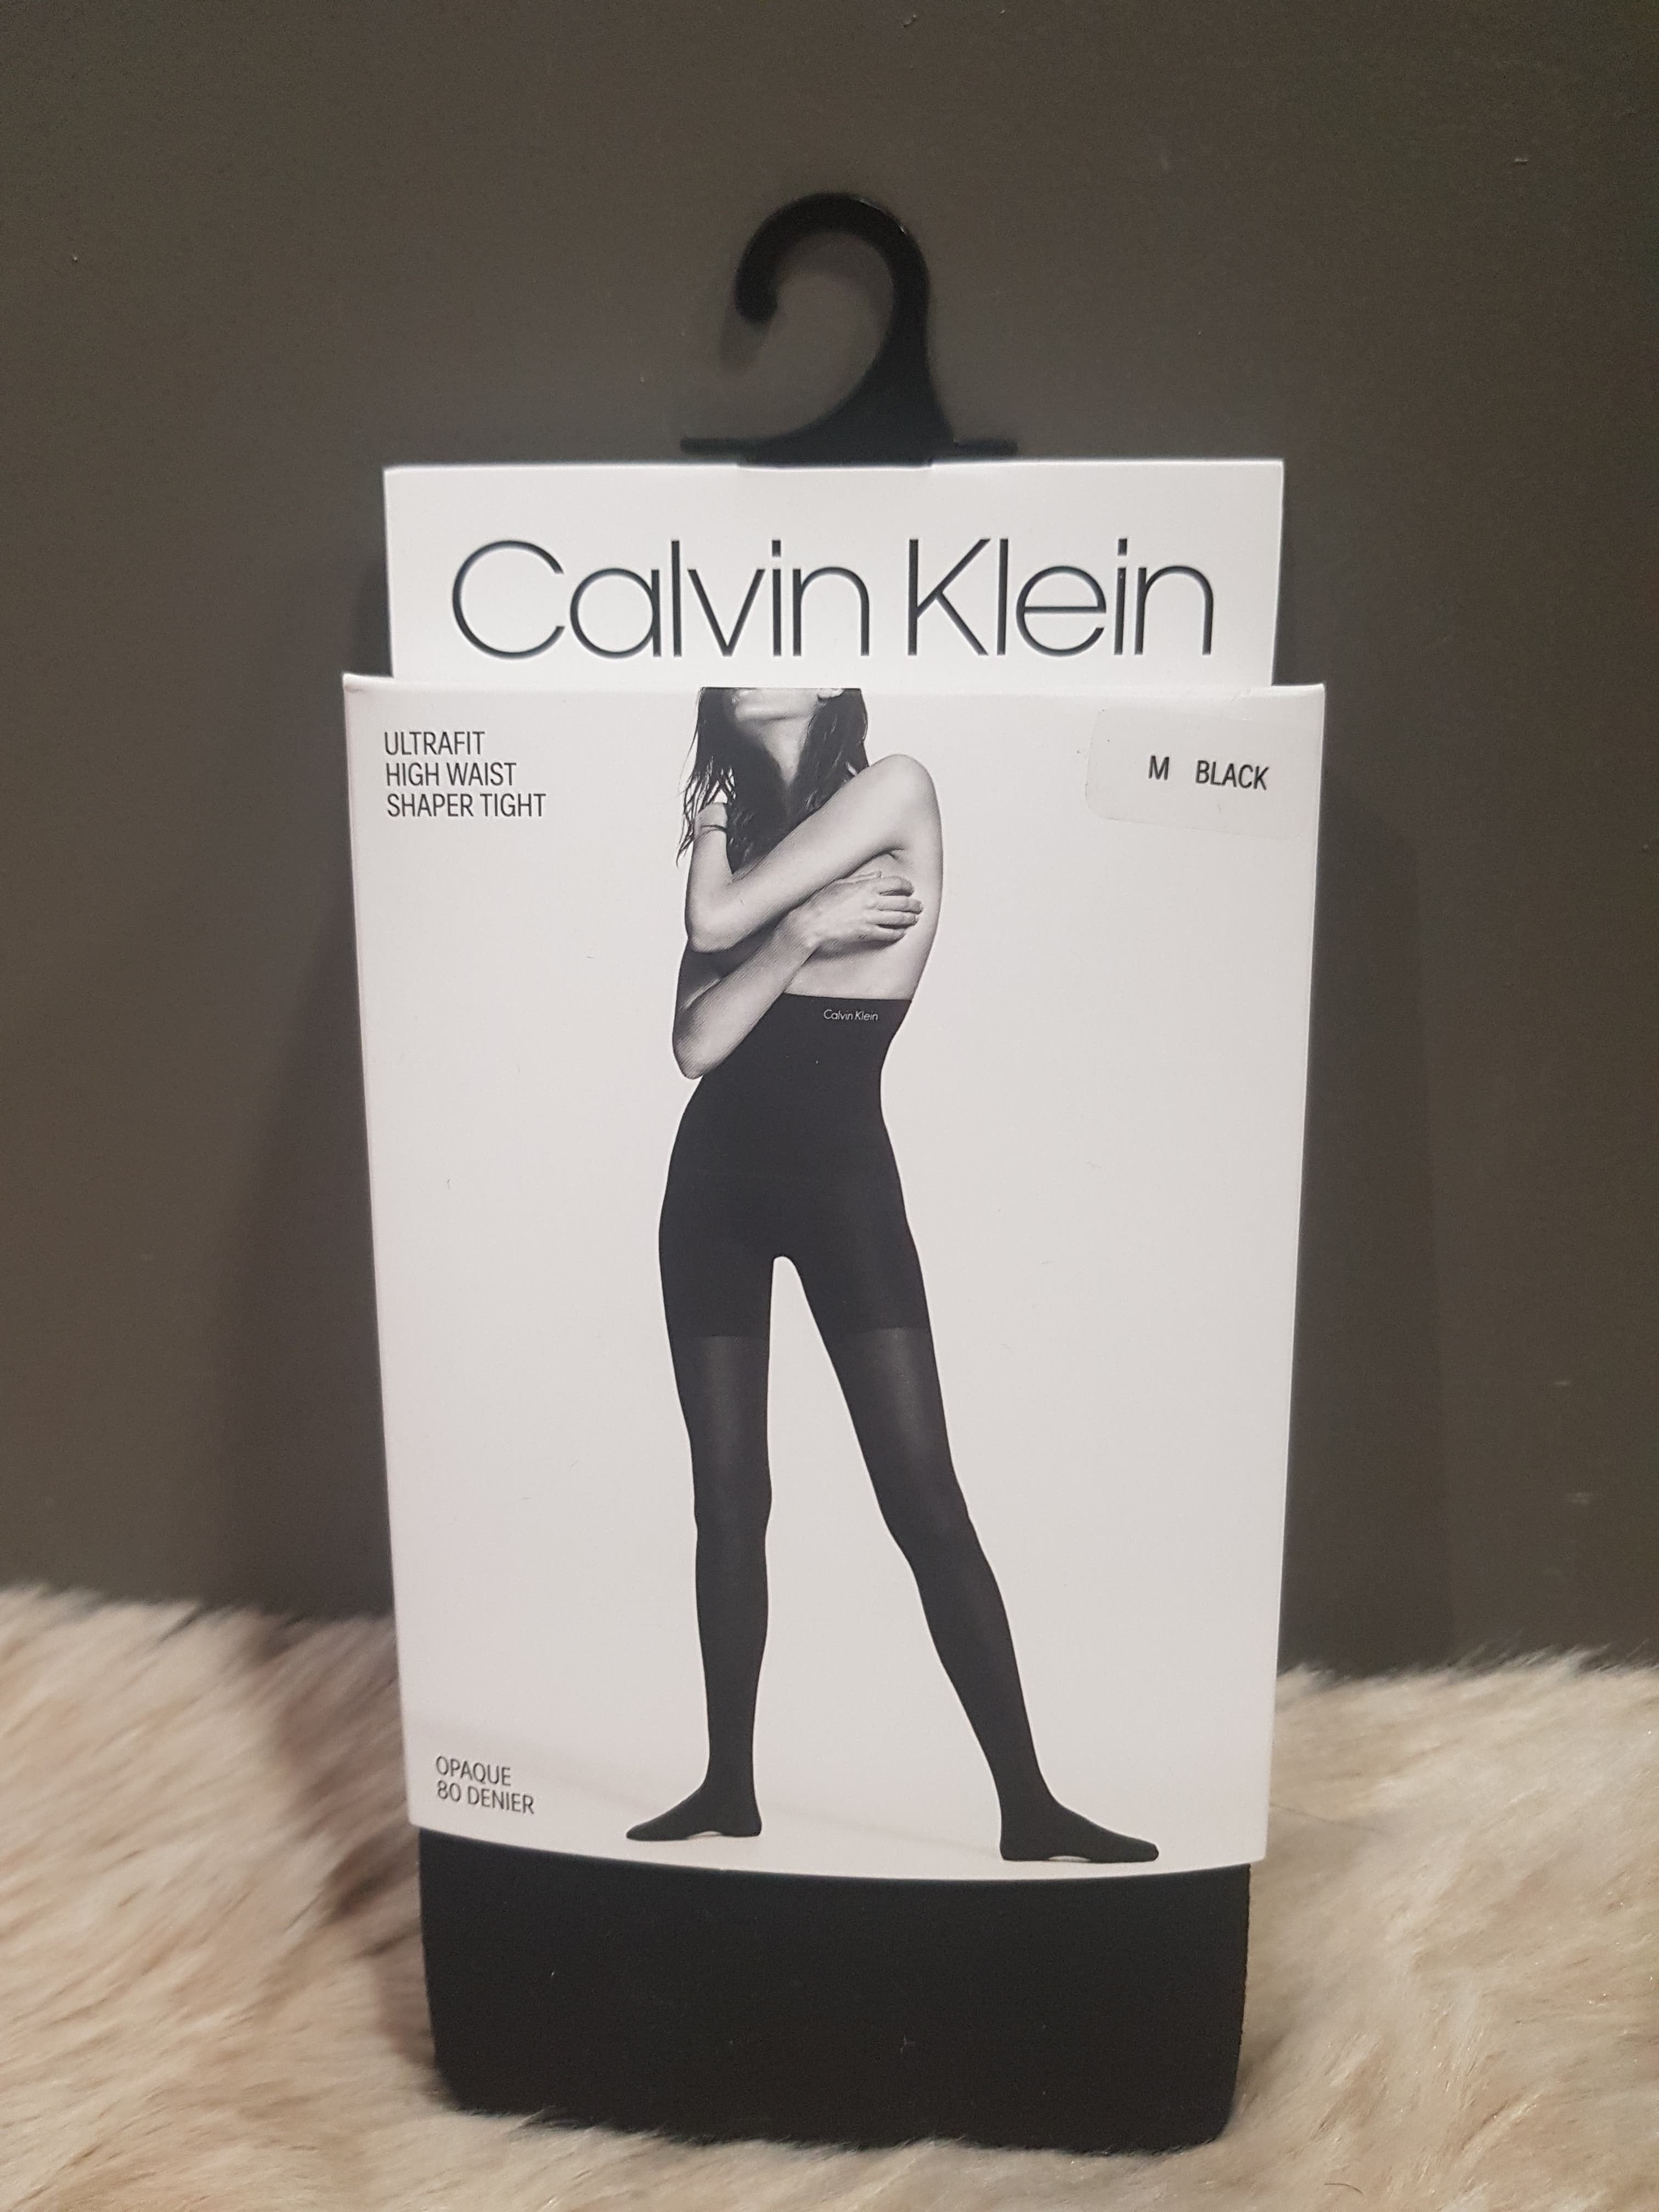 Calvin Klein
ULTRAFIT
HIGH WAIST
SHAPER TIGHT
M BLACK
Calvin Klein
OPAQUE
80 DENIER